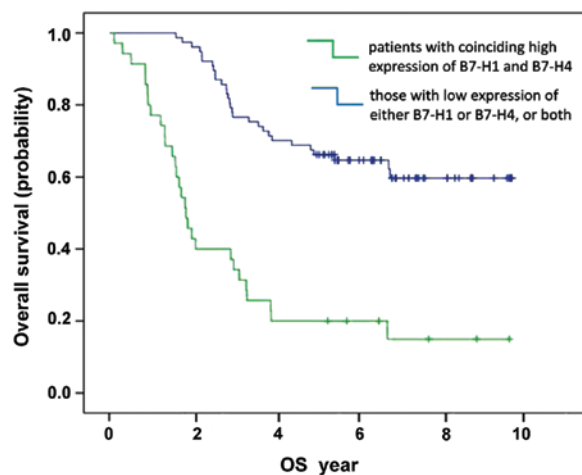 1.0
0.8
0.6
0.4
0.2
0.0
Overall survival (probability)
patients with coinciding high
expression of B7-H1 and B7-H4
those with low expression of
either B7-H1 or B7-H4, or both
0 2 4 6 8 10
OS year